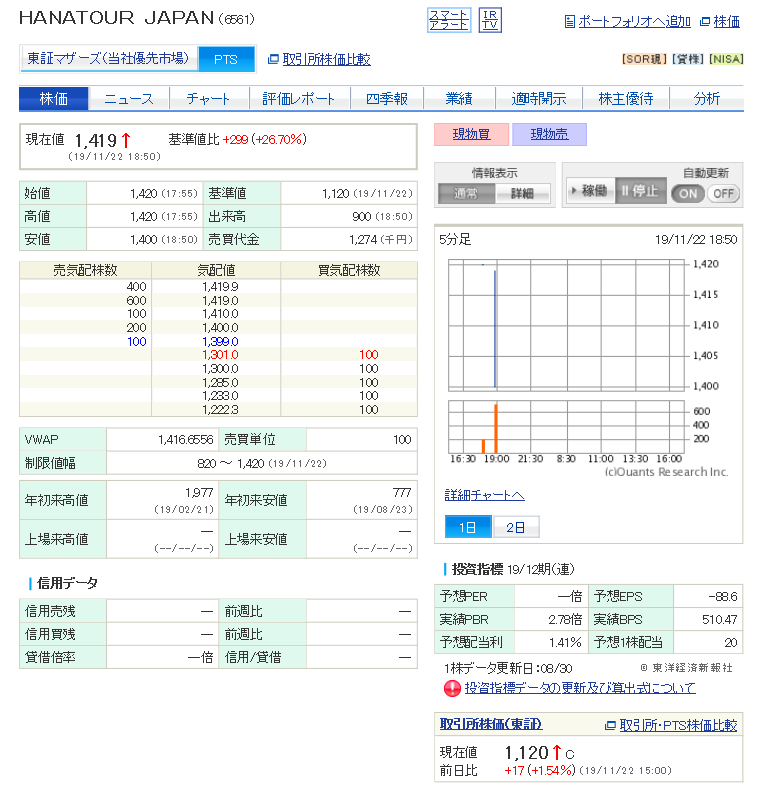 HANATOUR JAPAN(6561)
スマートアラート
IR TV
ポートフォリオへ追加 株価
東証マザーズ(当社優先市場) PTS 取引所株価比較
[SOR現] [貸株] [NISA]
株価 ニュース チャート 評価レポート 四季報 業績 適時開示 株主優待 分析
現在値 1,419↑ 基準値比 +299 (+26.70%)
(19/11/22 18:50)
始値 1,420 (17:55) 基準値 1,120 (19/11/22)
高値 1,420 (17:55) 出来高 900 (18:50)
安値 1,400 (18:50) 売買代金 1,274 (千円)
売気配株数 気配値 買気配株数
400 1,419.9
600 1,419.0
100 1,410.0
200 1,400.0
100 1,399.0
1,301.0 100
1,300.0 100
1,285.0 100
1,233.0 100
1,222.3 100
VWAP 1,416.6556 売買単位 100
制限値幅 820 ～ 1,420 (19/11/22)
年初来高値 1,977 (19/02/21) 年初来安値 777 (19/08/23)
上場来高値 ― (--/--/--) 上場来安値 ― (--/--/--)
信用データ
信用売残 ― 前週比 ―
信用買残 ― 前週比 ―
貸借倍率 ―倍 信用/貸借 ―
現物買 現物売
情報表示 自動更新
通常 詳細 稼働 停止 ON OFF
5分足 19/11/22 18:50
1,420
1,415
1,410
1,405
1,400
600
400
200
16:30 19:00 21:30 8:30 11:00 13:30 16:00
(c)Quants Research Inc.
詳細チャートへ
1日 2日
投資指標 19/12期(連)
予想PER ―倍 予想EPS -88.6
実績PBR 2.78倍 実績BPS 510.47
予想配当利 1.41% 予想1株配当 20
1株データ更新日：08/30 © 東洋経済新報社
投資指標データの更新及び算出式について
取引所株価(東証) 取引所・PTS株価比較
現在値 1,120↑C
前日比 +17 (+1.54%) (19/11/22 15:00)